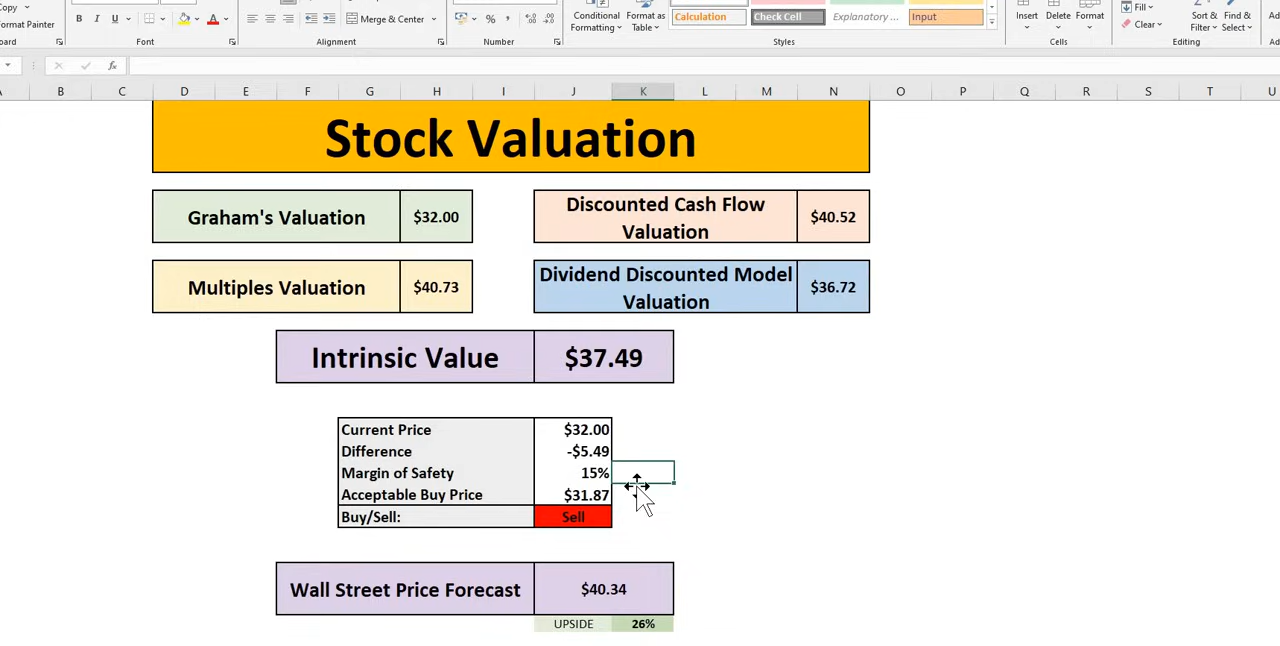 Copy
Format Painter
B I U A
Merge & Center
% ,
Conditional
Formatting
Format as
Table
Calculation
Check Cell
Explanatory ...
Input
Insert
Delete
Format
Fill
Clear
Sort &
Filter
Find &
Select
Font
Alignment
Number
Styles
Cells
Editing
fx
B C D E F G H I J K L M N O P Q R S T U
Stock Valuation
Graham's Valuation $32.00
Discounted Cash Flow
Valuation
$40.52
Multiples Valuation $40.73
Dividend Discounted Model
Valuation
$36.72
Intrinsic Value $37.49
Current Price $32.00
Difference -$5.49
Margin of Safety 15%
Acceptable Buy Price $31.87
Buy/Sell: Sell
Wall Street Price Forecast $40.34
UPSIDE 26%